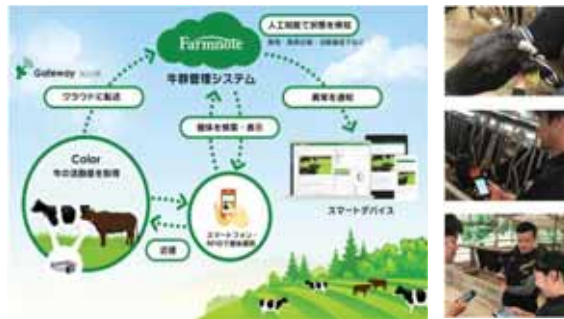 人工知能で状態を検知
Farmnote
牛群管理システム
Gateway
クラウドに転送
異常を通知
個体を検索・表示
Color
牛の活動量を取得
スマートデバイス
スマートフォン・